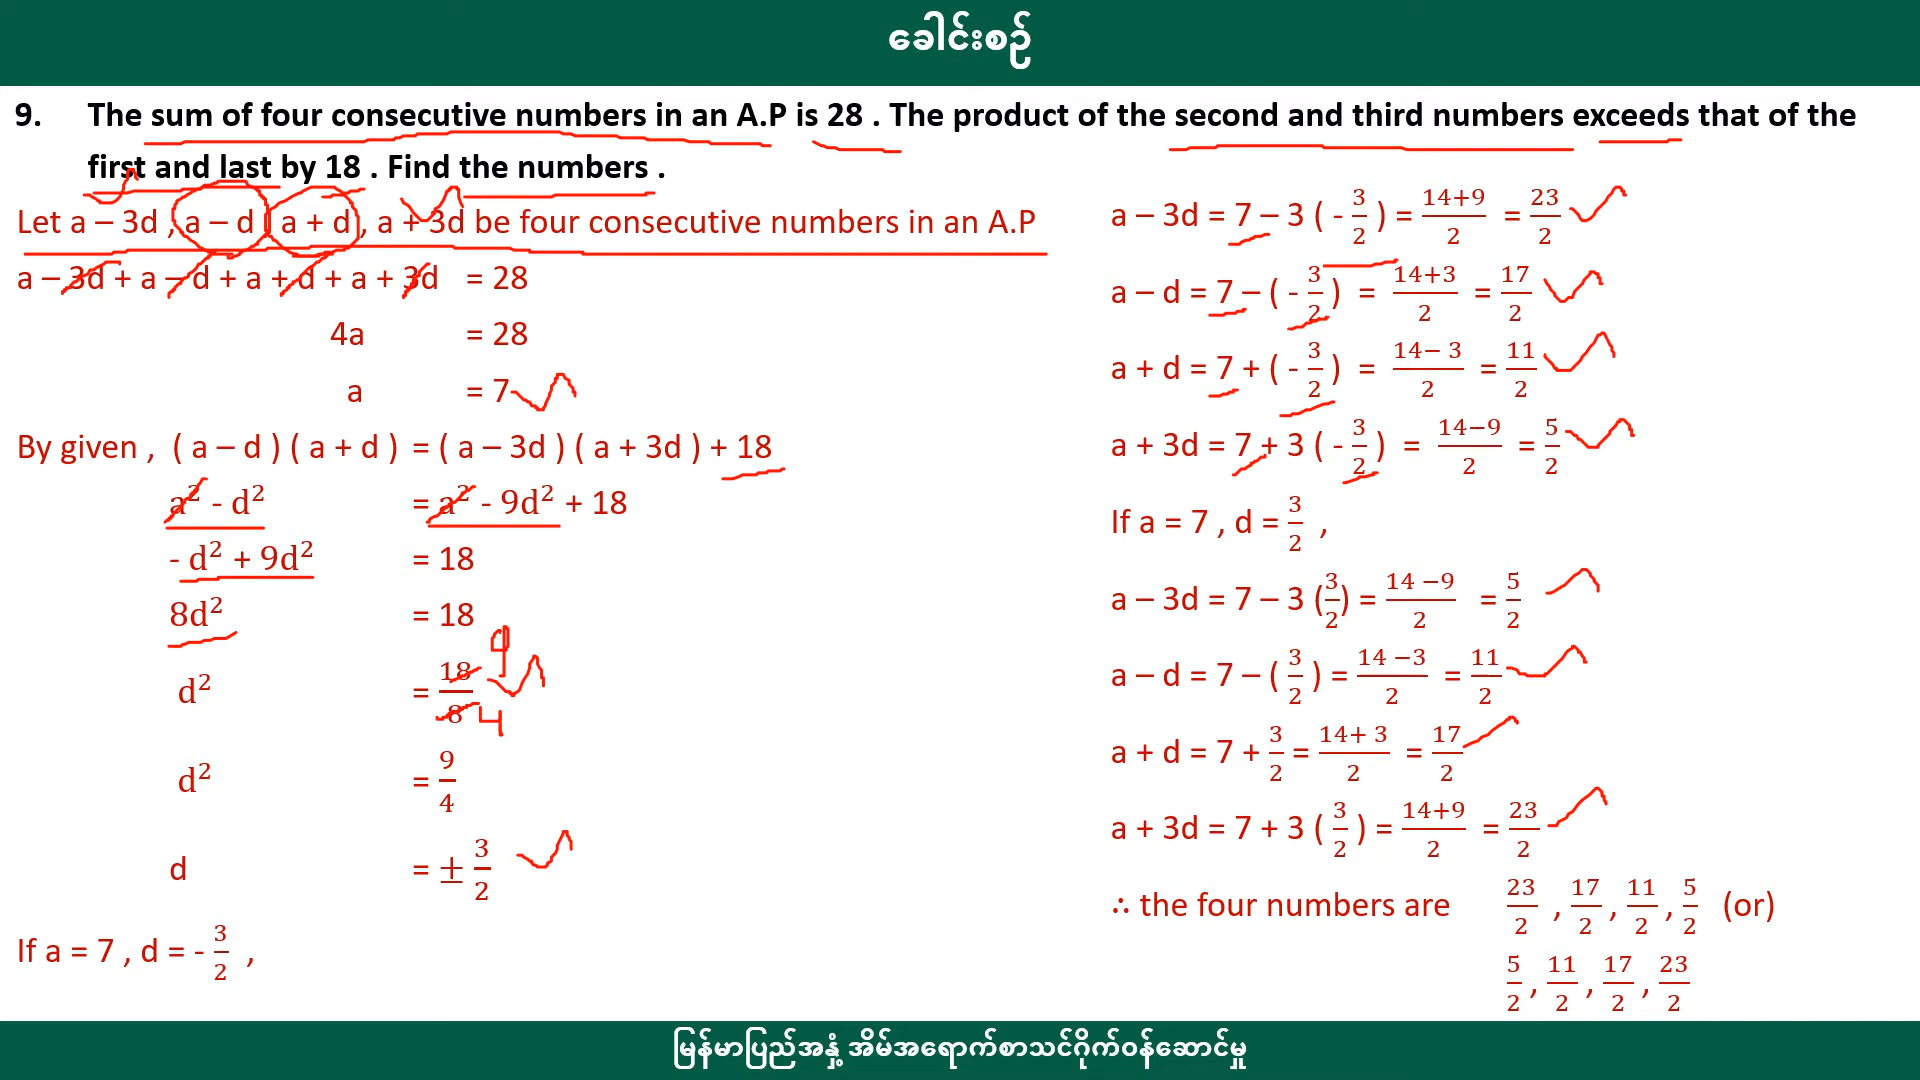 ခေါင်းစဉ်
9. The sum of four consecutive numbers in an A.P is 28 . The product of the second and third numbers exceeds that of the
first and last by 18 . Find the numbers .
Let a – 3d , a – d , a + d , a + 3d be four consecutive numbers in an A.P
a – 3d + a – d + a + d + a + 3d = 28
4a = 28
a = 7
By given , ( a – d ) ( a + d ) = ( a – 3d ) ( a + 3d ) + 18
a² - d² = a² - 9d² + 18
- d² + 9d² = 18
8d² = 18
d² = 18/8 9 4
d² = 9/4
d = ± 3/2
If a = 7 , d = - 3/2 ,
a – 3d = 7 – 3 ( - 3/2 ) = 14+9/2 = 23/2
a – d = 7 – ( - 3/2 ) = 14+3/2 = 17/2
a + d = 7 + ( - 3/2 ) = 14– 3/2 = 11/2
a + 3d = 7 + 3 ( - 3/2 ) = 14–9/2 = 5/2
If a = 7 , d = 3/2 ,
a – 3d = 7 – 3 (3/2) = 14 –9/2 = 5/2
a – d = 7 – ( 3/2 ) = 14 –3/2 = 11/2
a + d = 7 + 3/2 = 14+ 3/2 = 17/2
a + 3d = 7 + 3 ( 3/2 ) = 14+9/2 = 23/2
∴ the four numbers are 23/2 , 17/2 , 11/2 , 5/2 (or)
5/2 , 11/2 , 17/2 , 23/2
မြန်မာပြည်အနှံ့ အိမ်အရောက်စာသင်ဂိုက်ဝန်ဆောင်မှု